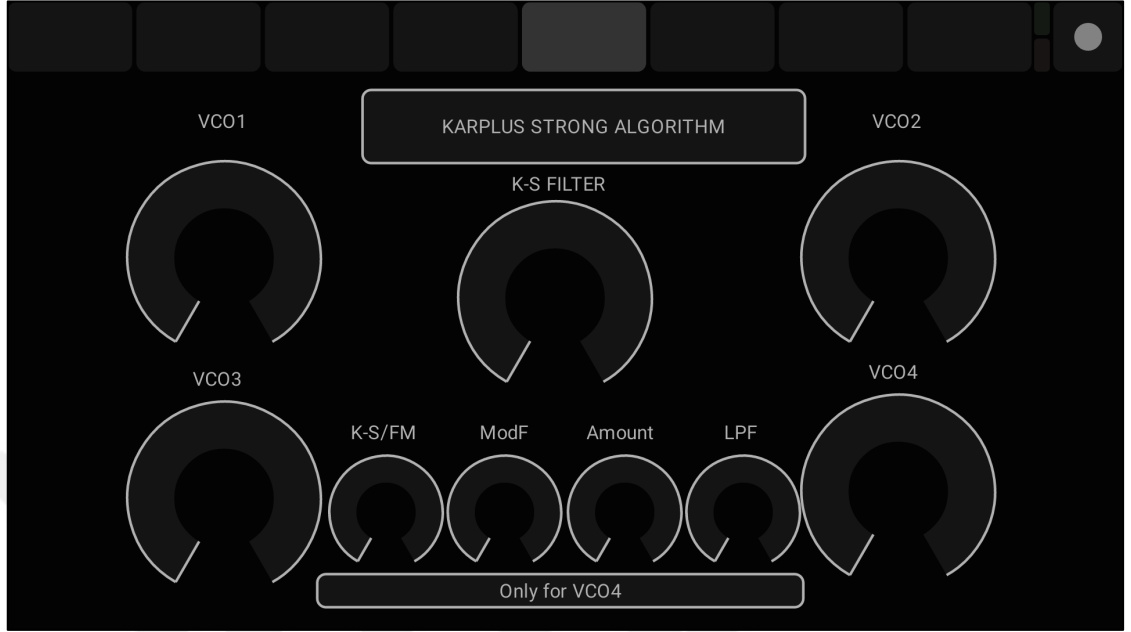 VCO1
KARPLUS STRONG ALGORITHM
VCO2
K-S FILTER
VCO3
VCO4
K-S/FM
ModF
Amount
LPF
Only for VCO4